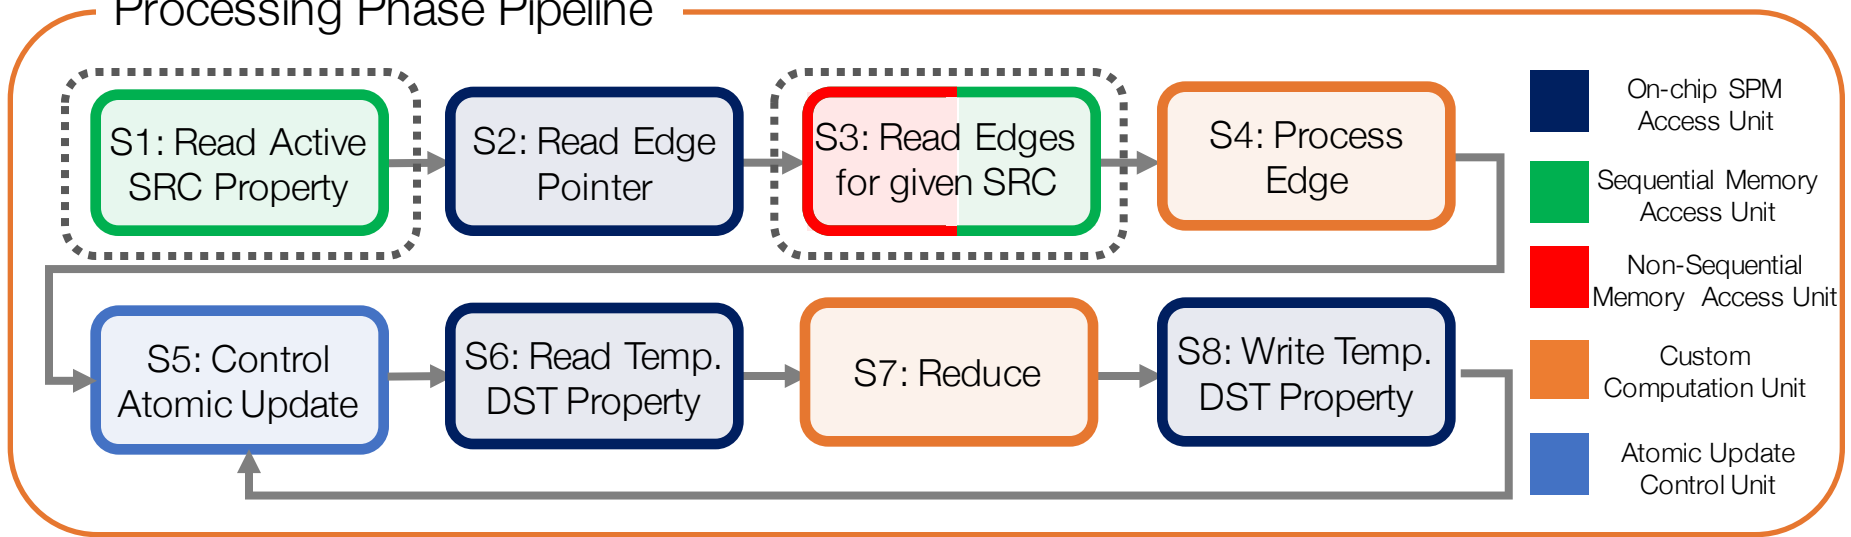 Processing Phase Pipeline
S1: Read Active
SRC Property
S2: Read Edge
Pointer
S3: Read Edges
for given SRC
S4: Process
Edge
S5: Control
Atomic Update
S6: Read Temp.
DST Property
S7: Reduce
S8: Write Temp.
DST Property
On-chip SPM
Access Unit
Sequential Memory
Access Unit
Non-Sequential
Memory Access Unit
Custom
Computation Unit
Atomic Update
Control Unit